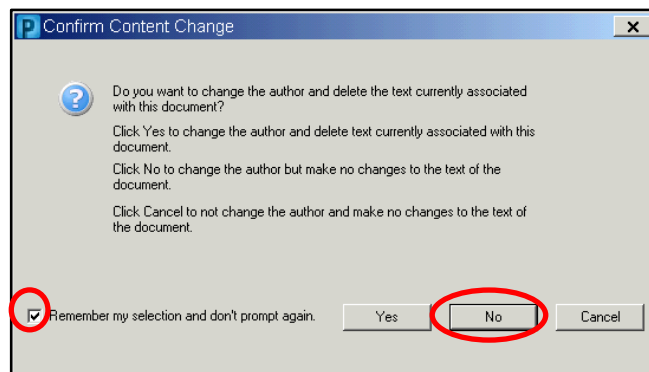 P Confirm Content Change
Do you want to change the author and delete the text currently associated
with this document?
Click Yes to change the author and delete text currently associated with this
document.
Click No to change the author but make no changes to the text of the
document.
Click Cancel to not change the author and make no changes to the text of
the document.
Remember my selection and don't prompt again. Yes No Cancel